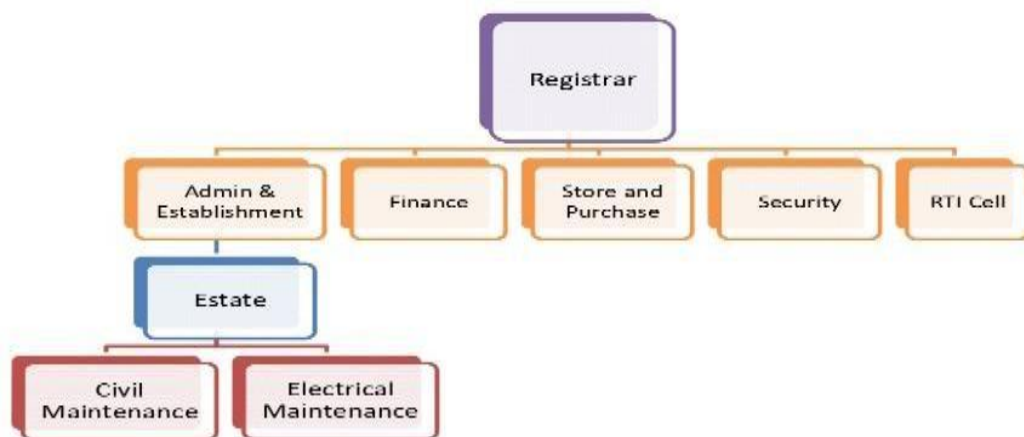 Registrar
Admin &
Establishment
Finance
Store and
Purchase
Security
RTI Cell
Estate
Civil
Maintenance
Electrical
Maintenance